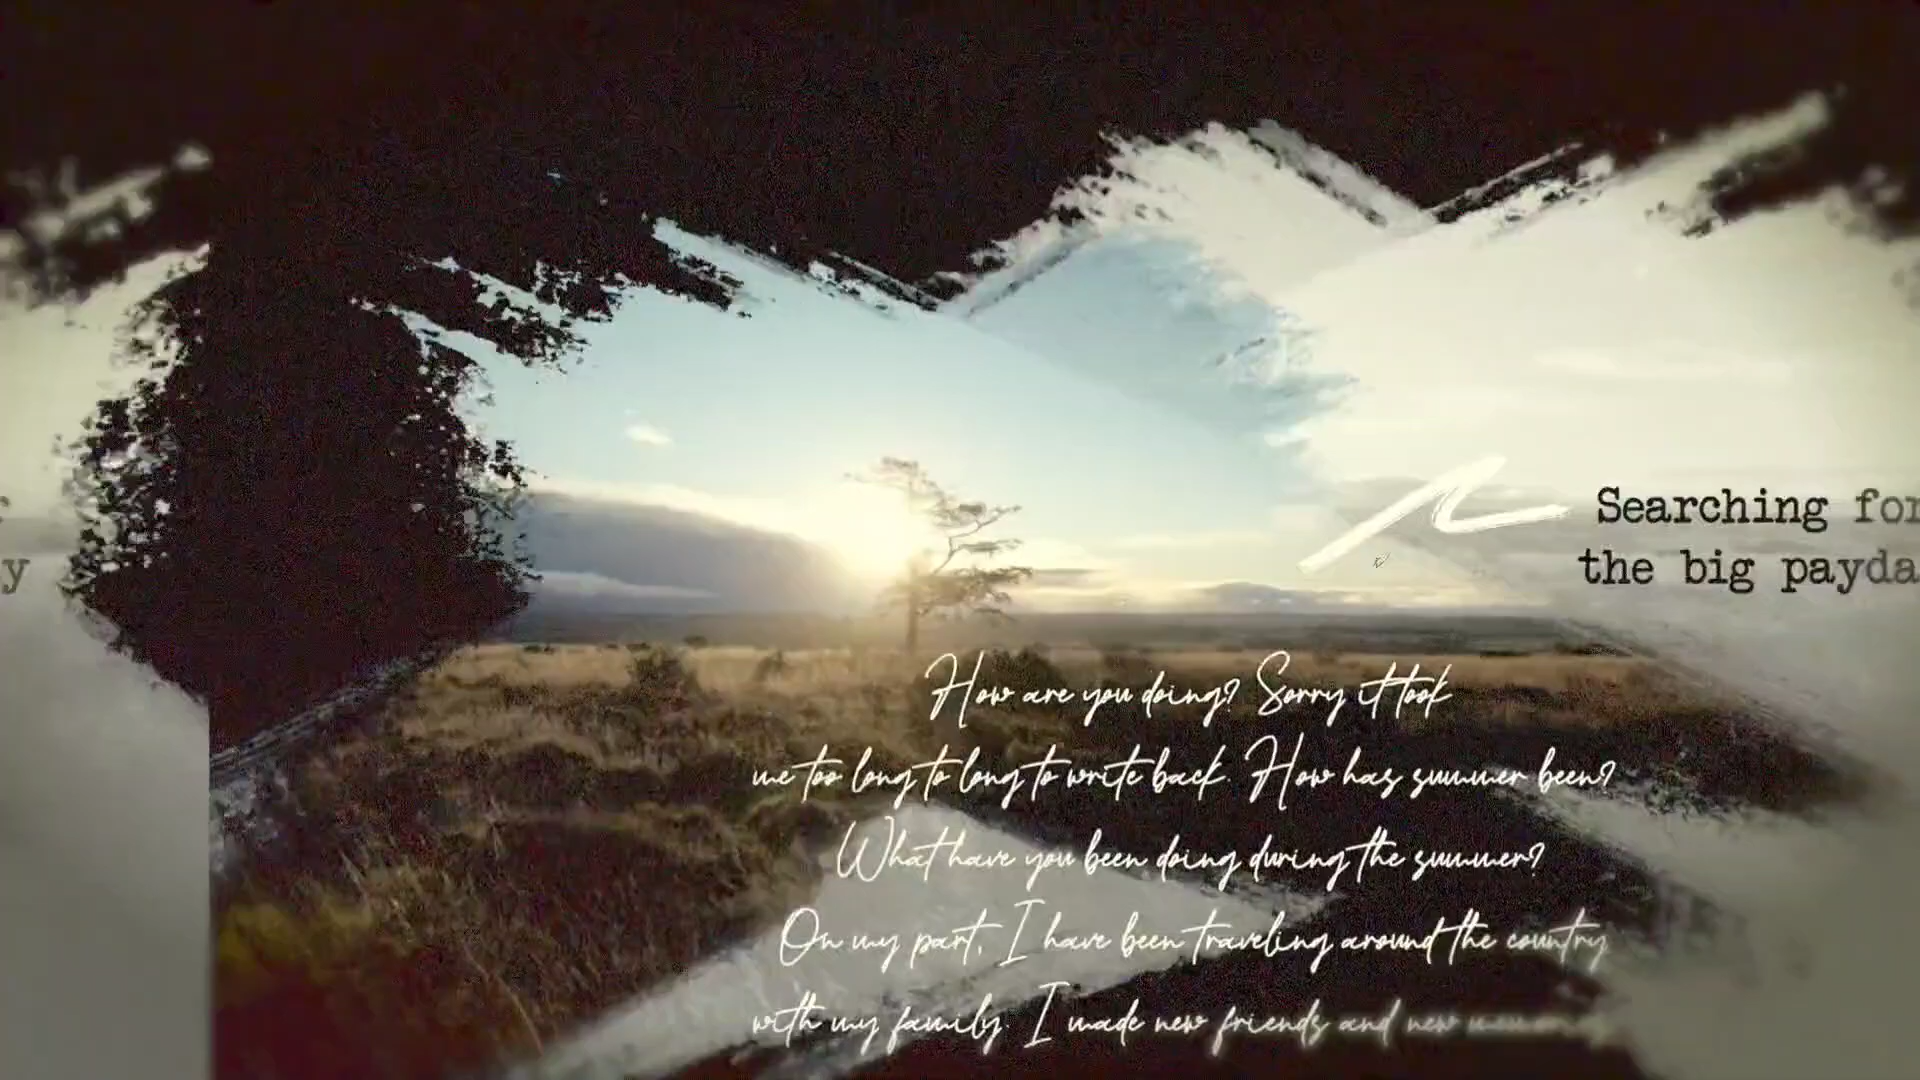 Searching for
the big payda
y
How are you doing? Sorry it took
me too long to long to write back. How has summer been?
What have you been doing during the summer?
On my part, I have been traveling around the country
with my family. I made new friends and new